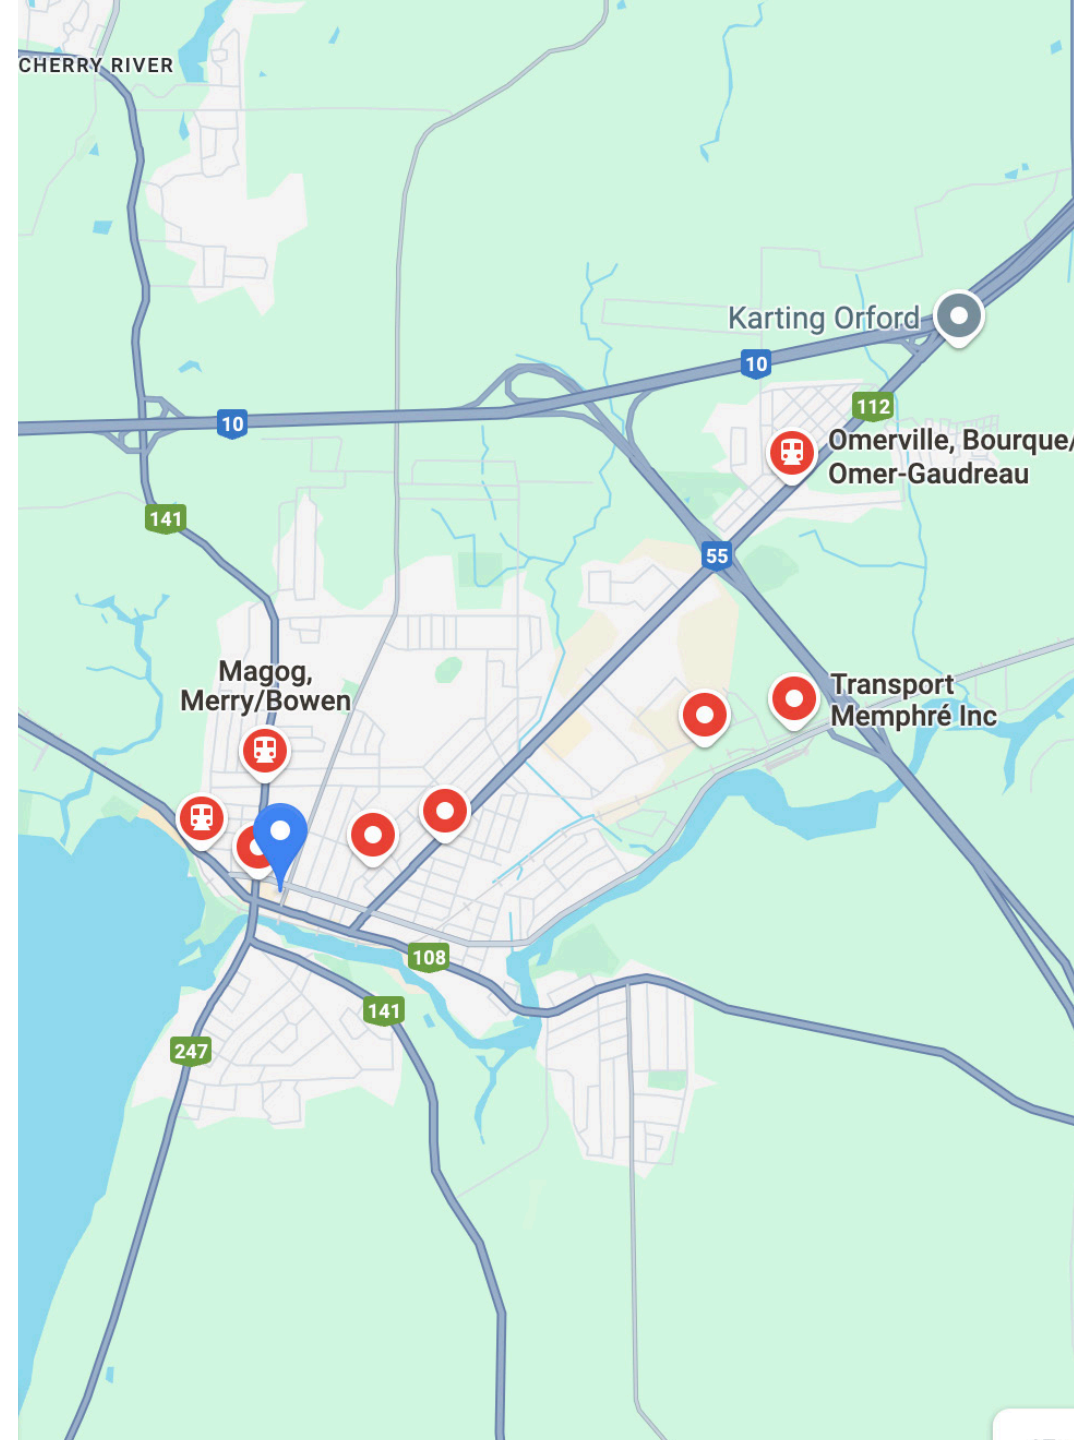 CHERRY RIVER
Karting Orford
10
112
10
Omerville, Bourque/
Omer-Gaudreau
141
55
Magog,
Merry/Bowen
Transport
Memphré Inc
108
141
247